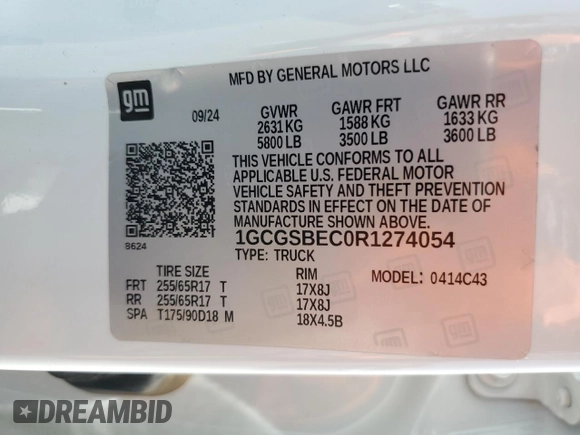 MFD BY GENERAL MOTORS LLC
gm
09/24 GVWR GAWR FRT GAWR RR
2631 KG 1588 KG 1633 KG
5800 LB 3500 LB 3600 LB
THIS VEHICLE CONFORMS TO ALL
APPLICABLE U.S. FEDERAL MOTOR
VEHICLE SAFETY AND THEFT PREVENTION
STANDARDS IN EFFECT ON THE DATE OF
MANUFACTURE SHOWN ABOVE.
8624 1GCGSBEC0R1274054
TYPE: TRUCK
TIRE SIZE RIM MODEL: 0414C43
FRT 255/65R17 T 17X8J
RR 255/65R17 T 17X8J
SPA T175/90D18 M 18X4.5B
DREAMBID